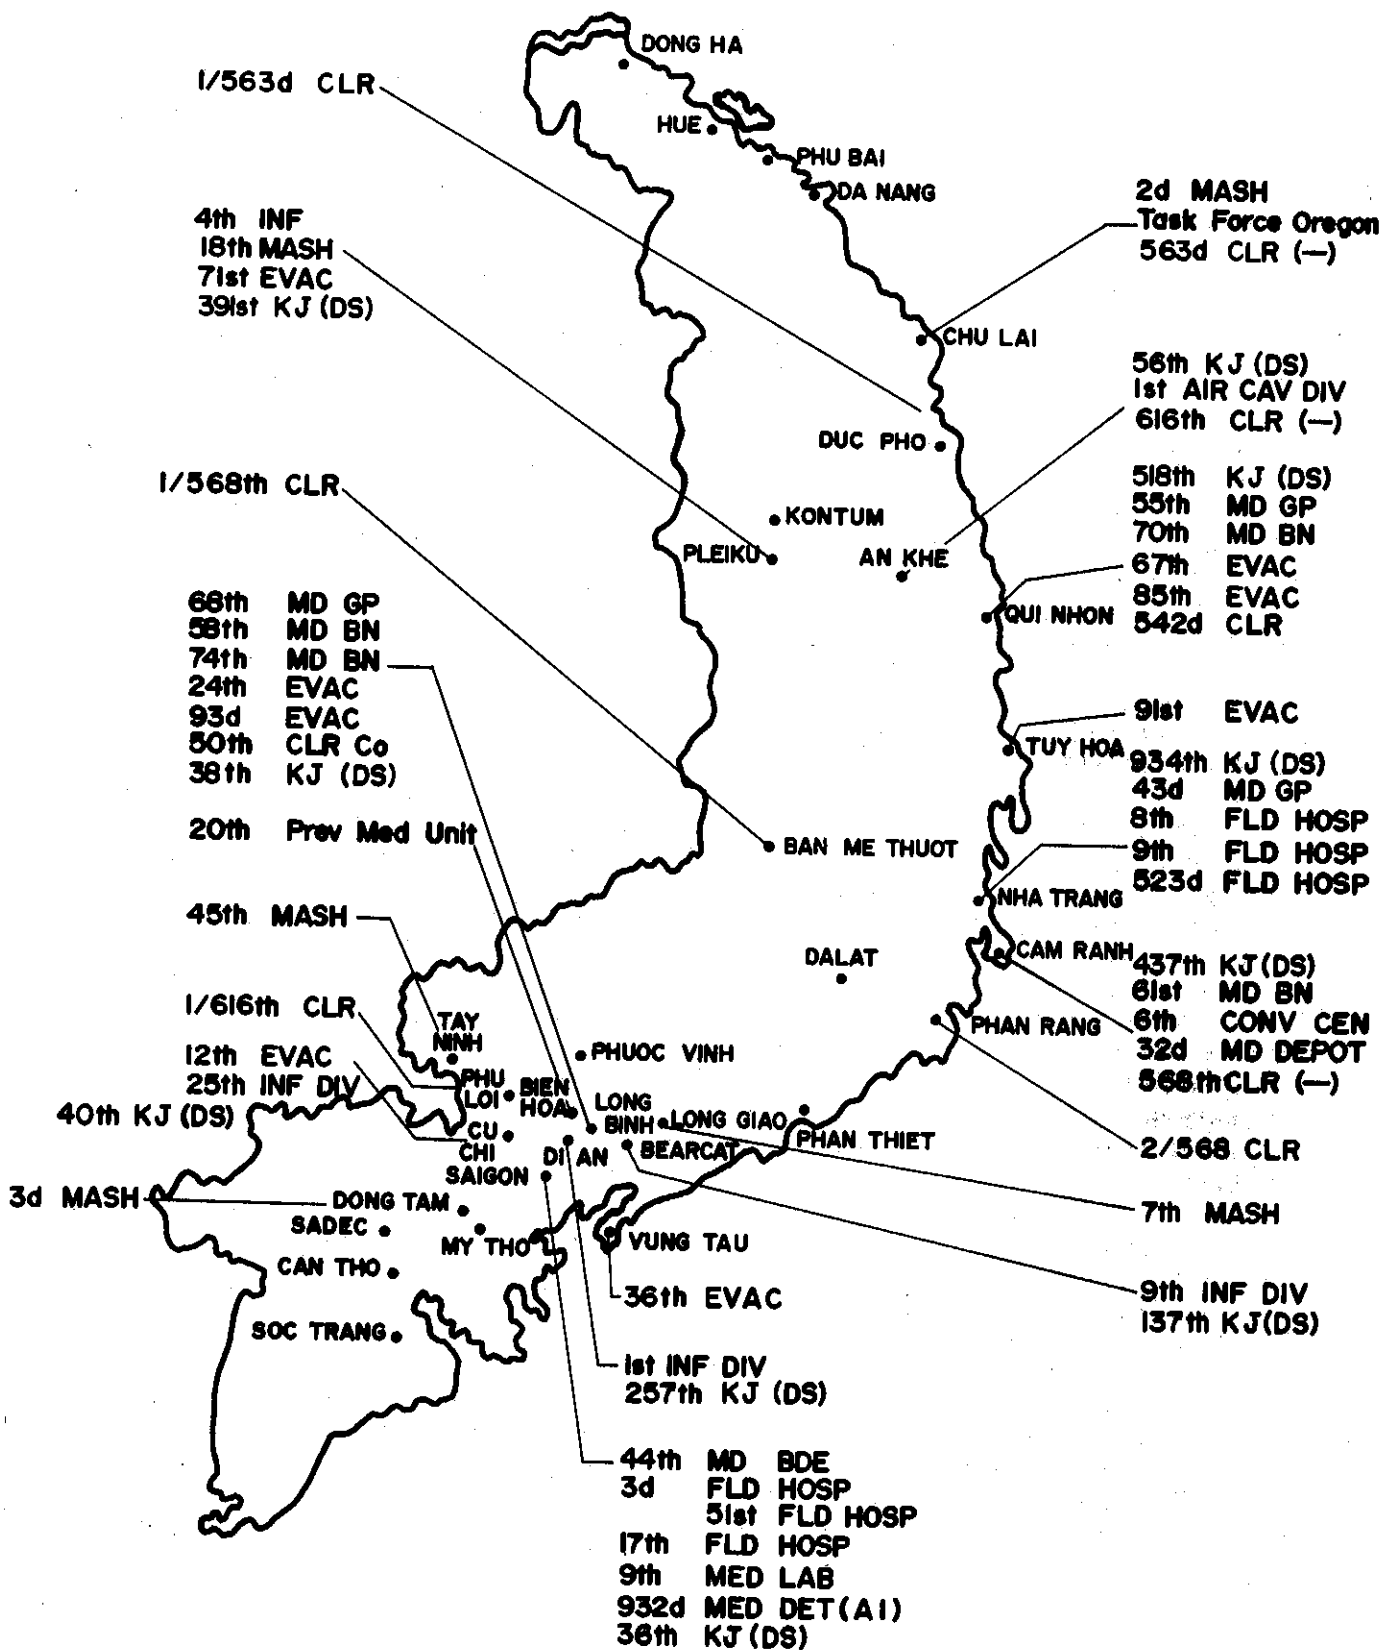 DONG HA
1/563d CLR
HUE
PHU BAI
DA NANG
2d MASH
Task Force Oregon
563d CLR (—)
4th INF
18th MASH
71st EVAC
391st KJ (DS)
CHU LAI
56th KJ (DS)
1st AIR CAV DIV
616th CLR (—)
DUC PHO
1/568th CLR
518th KJ (DS)
55th MD GP
70th MD BN
67th EVAC
85th EVAC
542d CLR
KONTUM
PLEIKU
AN KHE
QUI NHON
68th MD GP
58th MD BN
74th MD BN
24th EVAC
93d EVAC
50th CLR Co
38th KJ (DS)
20th Prev Med Unit
91st EVAC
TUY HOA
934th KJ (DS)
43d MD GP
8th FLD HOSP
9th FLD HOSP
523d FLD HOSP
BAN ME THUOT
NHA TRANG
45th MASH
DALAT
CAM RANH
437th KJ (DS)
61st MD BN
6th CONV CEN
32d MD DEPOT
568th CLR (—)
1/616th CLR
TAY
NINH
PHUOC VINH
PHAN RANG
12th EVAC
25th INF DIV
40th KJ (DS)
PHU
LOI
BIEN
HOA
LONG
BINH
LONG GIAO
PHAN THIET
CU
CHI
DI AN
BEARCAT
2/568 CLR
SAIGON
3d MASH
DONG TAM
SADEC
MY THO
VUNG TAU
7th MASH
CAN THO
36th EVAC
9th INF DIV
137th KJ (DS)
SOC TRANG
1st INF DIV
257th KJ (DS)
44th MD BDE
3d FLD HOSP
51st FLD HOSP
17th FLD HOSP
9th MED LAB
932d MED DET (AI)
36th KJ (DS)